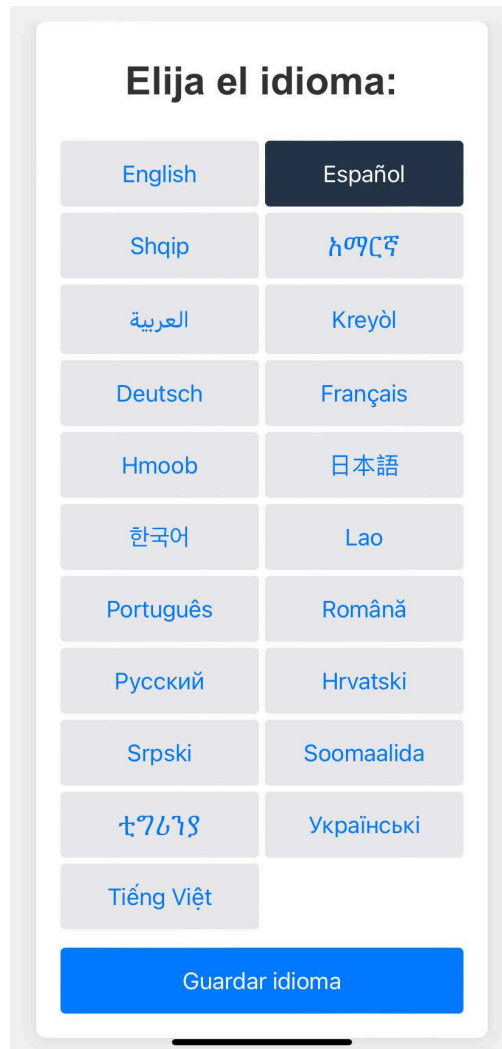 Elija el idioma:
English
Español
Shqip
አማርኛ
العربية
Kreyòl
Deutsch
Français
Hmoob
日本語
한국어
Lao
Português
Română
Русский
Hrvatski
Srpski
Soomaalida
ቲግሪንያ
Українські
Tiếng Việt
Guardar idioma